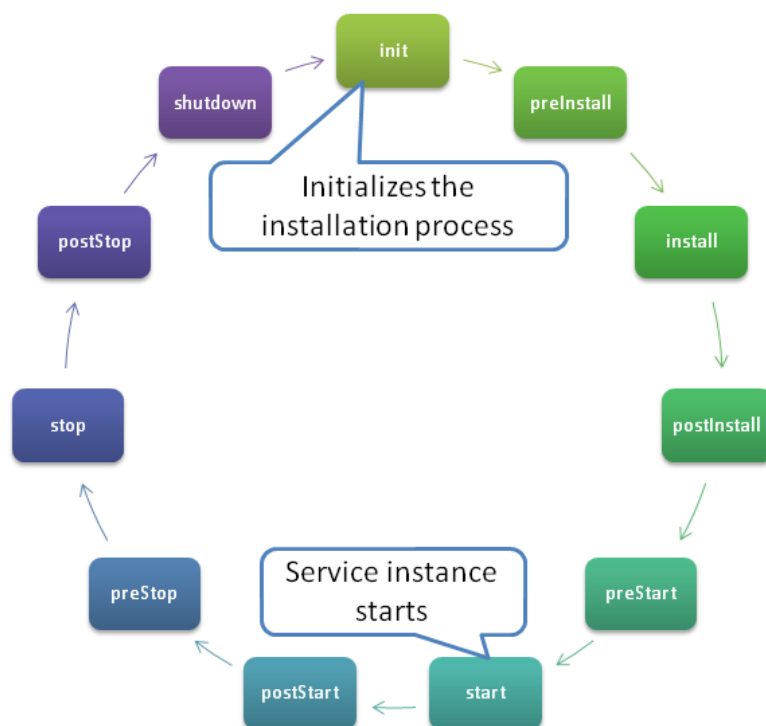 init
preInstall
shutdown
Initializes the
installation process
postStop
install
stop
postInstall
Service instance
starts
preStop
preStart
postStart
start